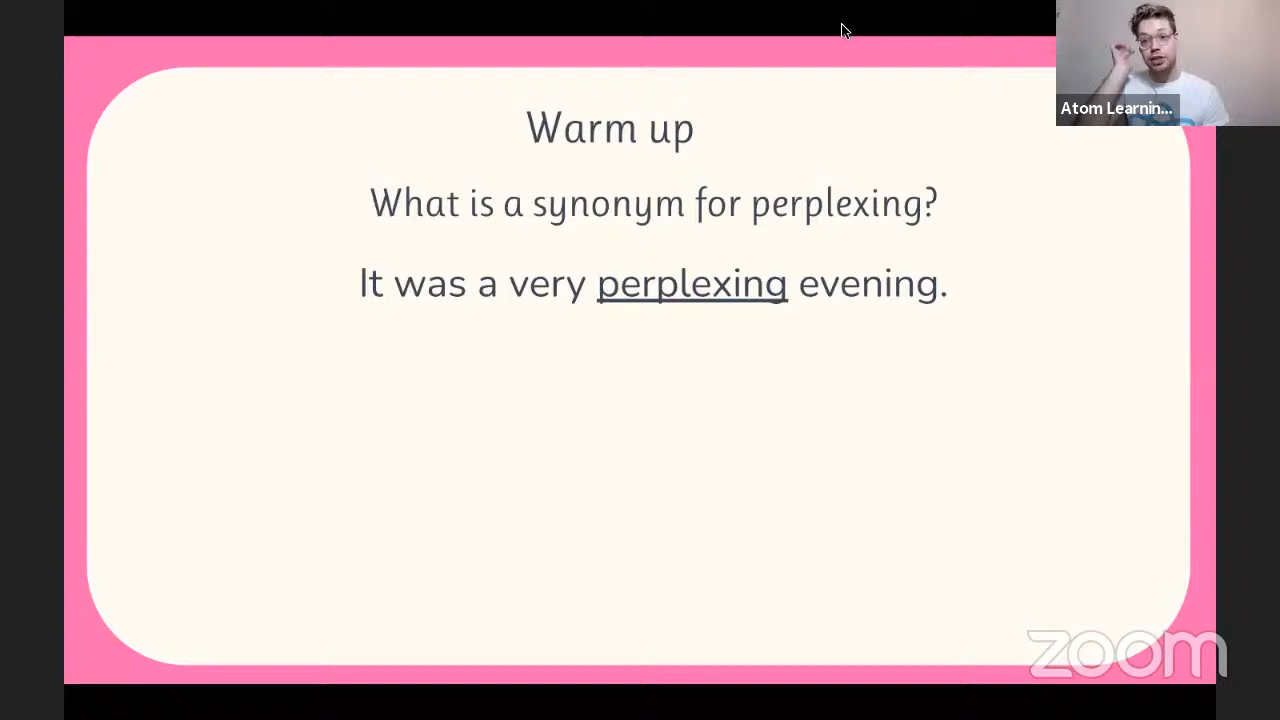 Warm up
What is a synonym for perplexing?
It was a very perplexing evening.
Atom Learnin...
zoom